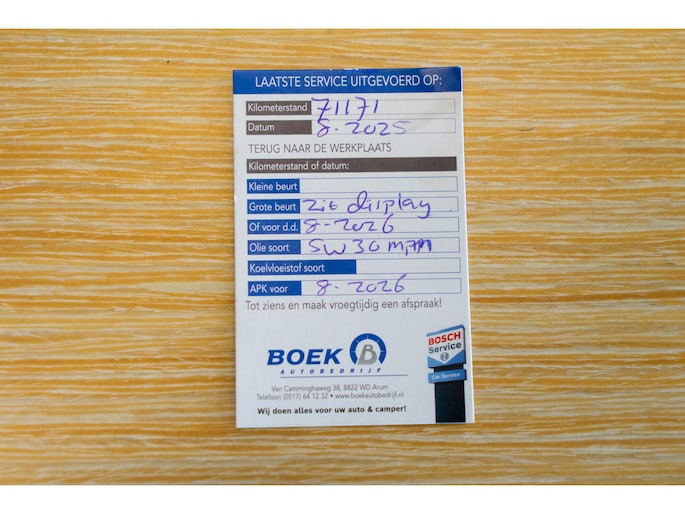 LAATSTE SERVICE UITGEVOERD OP:
Kilometerstand 71171
Datum 8-2025
TERUG NAAR DE WERKPLAATS
Kilometerstand of datum:
Kleine beurt
Grote beurt zie display
Of voor d.d. 8-2026
Olie soort 5W30
Koelvloeistof soort
APK voor 8-2026
Tot ziens en maak vroegtijdig een afspraak!
BOEK B
AUTOBEDRIJF
BOSCH
Service
Car Service
Van Camminghaweg 38, 8822 WD Arum
Telefoon (0517) 64 12 32 • www.boekautobedrijf.nl
Wij doen alles voor uw auto & camper!